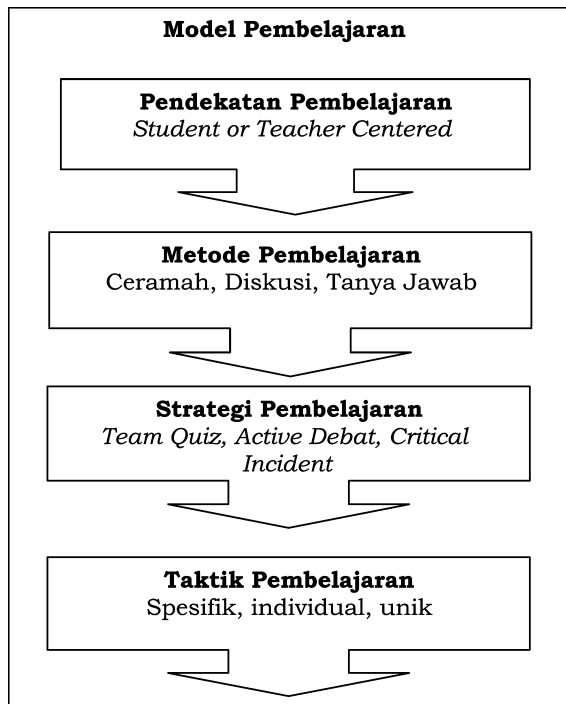 Model Pembelajaran
Pendekatan Pembelajaran
Student or Teacher Centered
Metode Pembelajaran
Ceramah, Diskusi, Tanya Jawab
Strategi Pembelajaran
Team Quiz, Active Debat, Critical
Incident
Taktik Pembelajaran
Spesifik, individual, unik